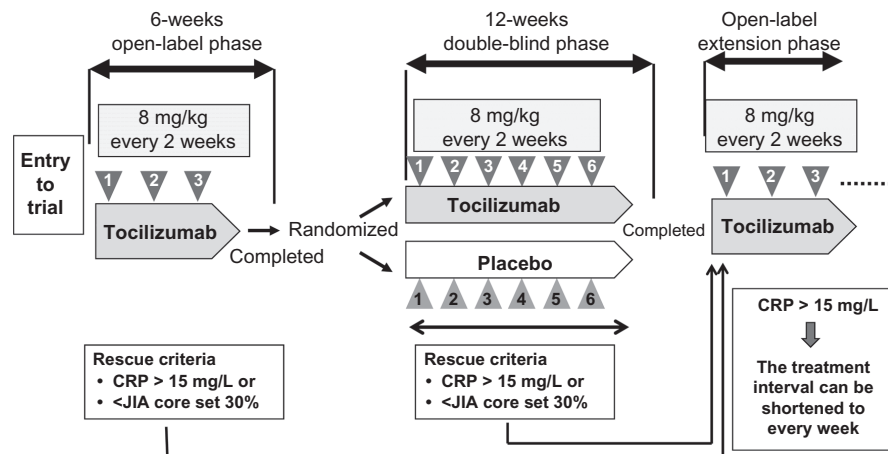 6-weeks
open-label phase
12-weeks
double-blind phase
Open-label
extension phase
8 mg/kg
every 2 weeks
8 mg/kg
every 2 weeks
8 mg/kg
every 2 weeks
Entry
to
trial
1 2 3
Tocilizumab
Completed
Randomized
1 2 3 4 5 6
Tocilizumab
Placebo
1 2 3 4 5 6
Completed
1 2 3
Tocilizumab
Rescue criteria
• CRP > 15 mg/L or
• <JIA core set 30%
Rescue criteria
• CRP > 15 mg/L or
• <JIA core set 30%
CRP > 15 mg/L
The treatment
interval can be
shortened to
every week